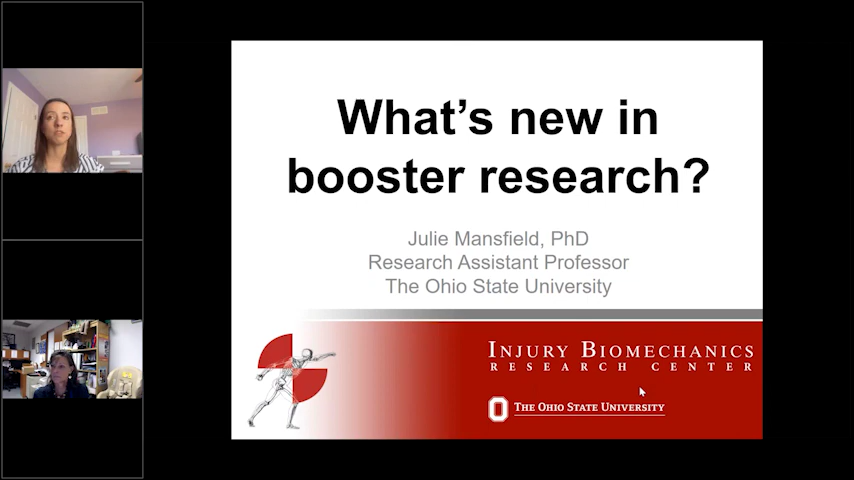 What's new in
booster research?
Julie Mansfield, PhD
Research Assistant Professor
The Ohio State University
INJURY BIOMECHANICS
RESEARCH CENTER
THE OHIO STATE UNIVERSITY